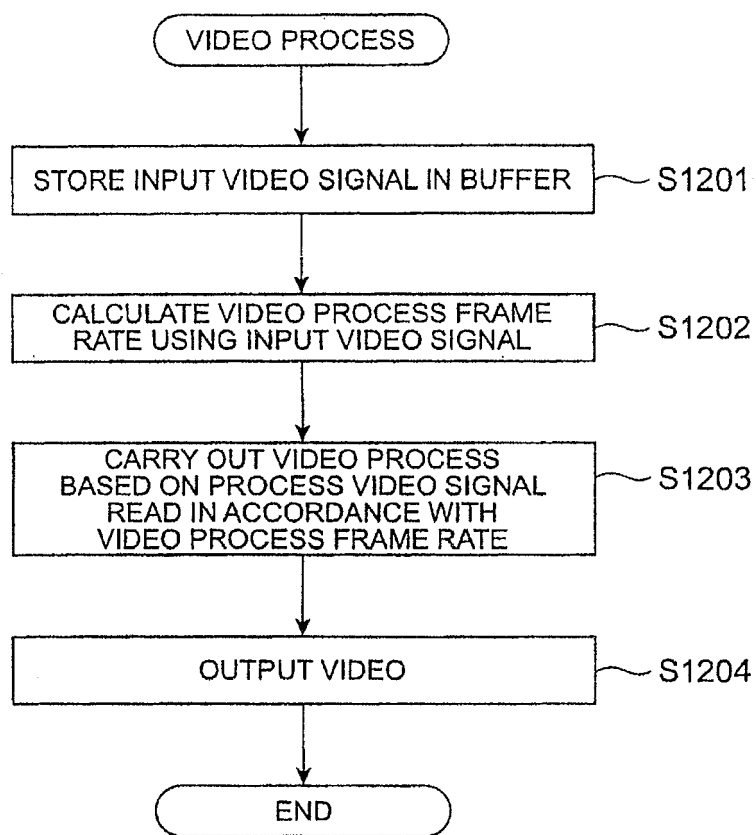 VIDEO PROCESS
STORE INPUT VIDEO SIGNAL IN BUFFER
S1201
CALCULATE VIDEO PROCESS FRAME
RATE USING INPUT VIDEO SIGNAL
S1202
CARRY OUT VIDEO PROCESS
BASED ON PROCESS VIDEO SIGNAL
READ IN ACCORDANCE WITH
VIDEO PROCESS FRAME RATE
S1203
OUTPUT VIDEO
S1204
END